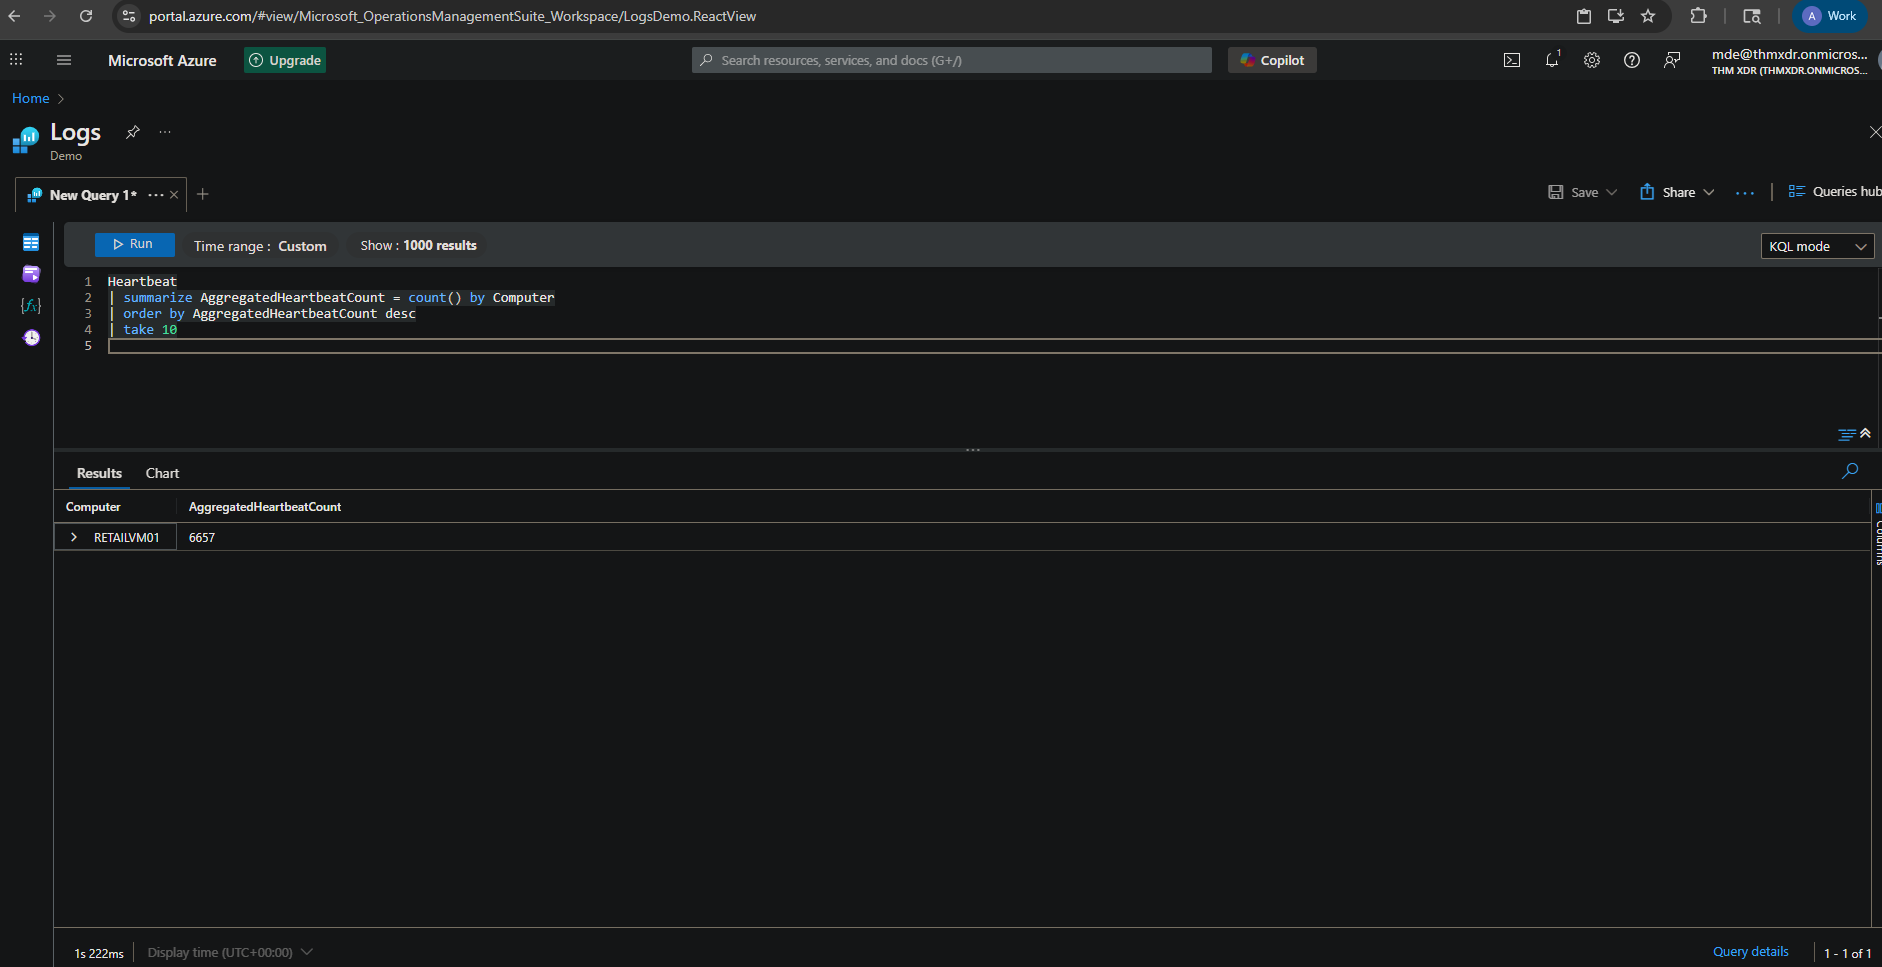 portal.azure.com/#view/Microsoft_OperationsManagementSuite_Workspace/LogsDemo.ReactView
A Work
Microsoft Azure
Upgrade
Search resources, services, and docs (G+/)
Copilot
1
mde@thmxdr.onmicros...
THM XDR (THMXDR.ONMICROS...
Home
Logs
Demo
New Query 1*
Save
Share
Queries hub
Run
Time range : Custom
Show : 1000 results
KQL mode
1 Heartbeat
2 | summarize AggregatedHeartbeatCount = count() by Computer
3 | order by AggregatedHeartbeatCount desc
4 | take 10
5
Results
Chart
Computer
AggregatedHeartbeatCount
Columns
RETAILVM01
6657
1s 222ms
Display time (UTC+00:00)
Query details
1 - 1 of 1